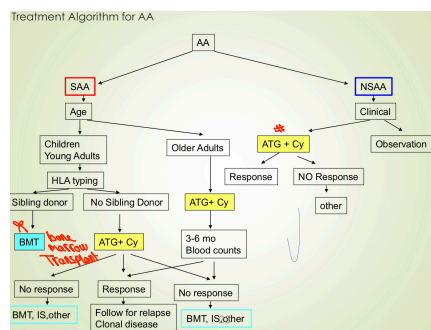 Treatment Algorithm for AA
AA
SAA
NSAA
Age
Clinical
Children
Young Adults
Older Adults
ATG + Cy
Observation
HLA typing
Response
NO Response
Sibling donor
No Sibling Donor
ATG+ Cy
other
BMT
bone
marrow
Transplant
ATG+ Cy
3-6 mo
Blood counts
No response
Response
No response
BMT, IS,other
Follow for relapse
Clonal disease
BMT, IS,other